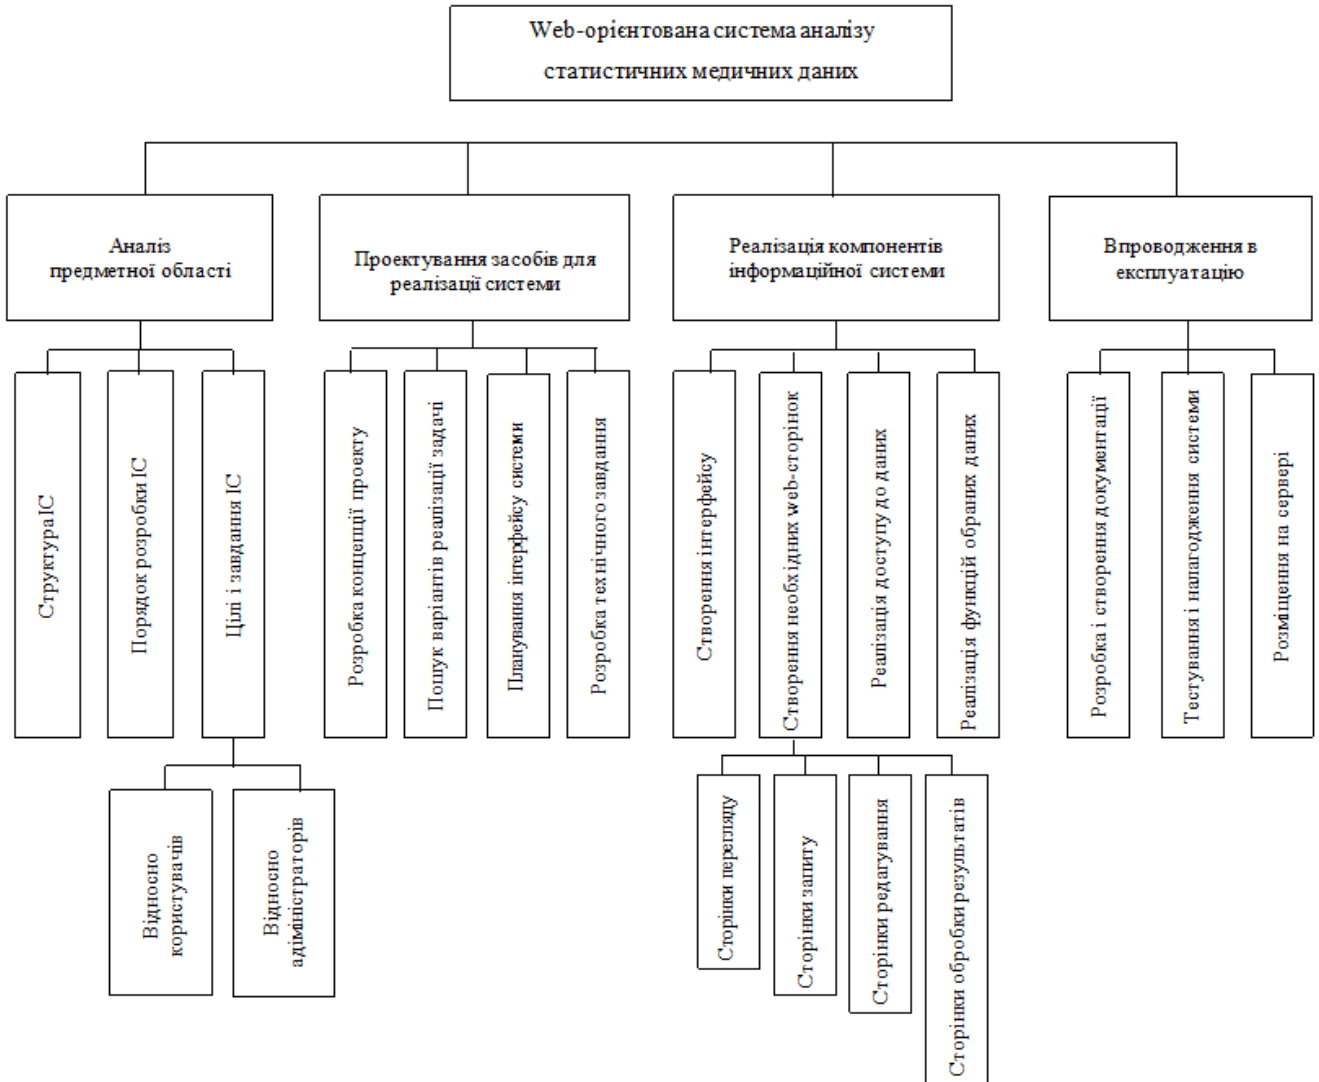 Web-орієнтована система аналізу
статистичних медичних даних
Аналіз
предметної області
Проектування засобів для
реалізації системи
Реалізація компонентів
інформаційної системи
Впроводження в
експлуатацію
Структура ІС
Порядок розробки ІС
Цілі і завдання ІС
Розробка концепції проекту
Пошук варіантів реалізації задачі
Планування інтерфейсу системи
Розробка технічного завдання
Створення інтерфейсу
Створення необхідних web-сторінок
Реалізація доступу до даних
Реалізація функцій обраних даних
Розробка і створення документації
Тестування і налагодження системи
Розміщення на сервері
Відносно
користувачів
Відносно
адіміністраторів
Сторінки перегляду
Сторінки запиту
Сторінки редагування
Сторінки обробки результатів